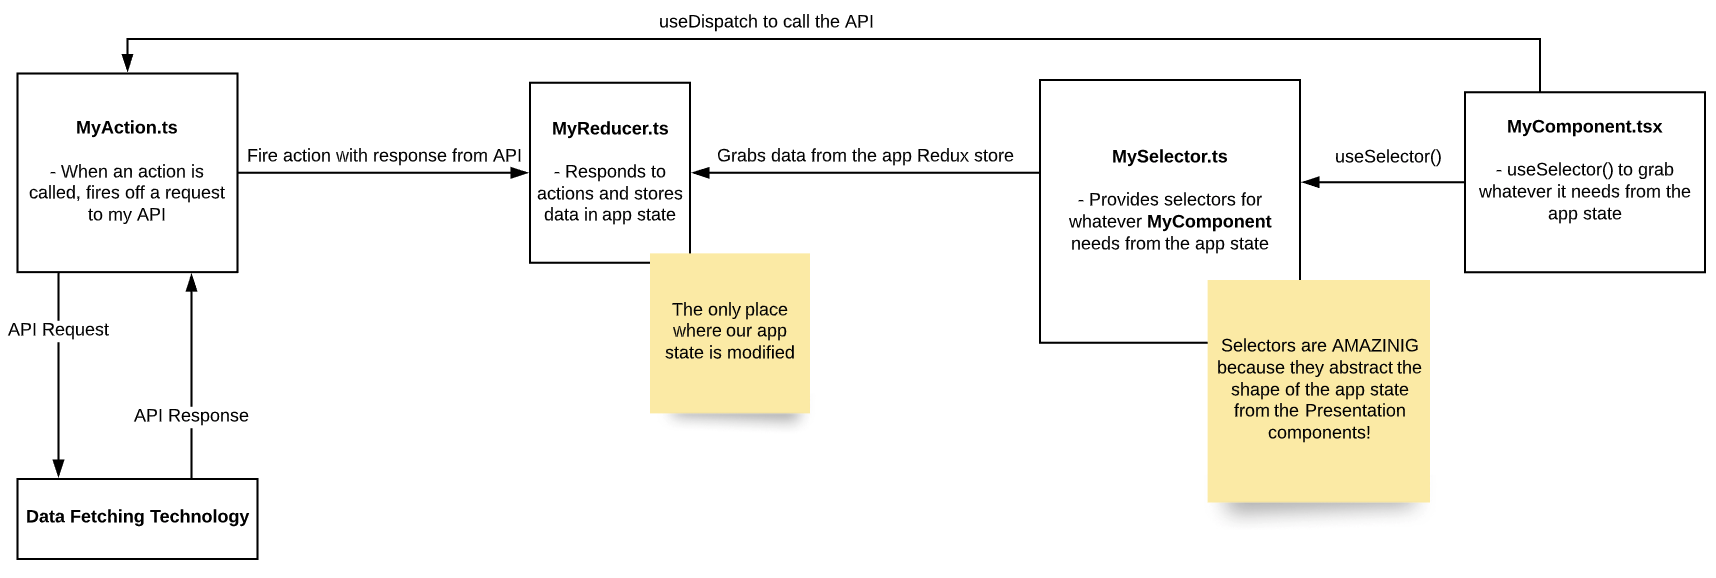 useDispatch to call the API
MyAction.ts
- When an action is
called, fires off a request
to my API
Fire action with response from API
MyReducer.ts
- Responds to
actions and stores
data in app state
The only place
where our app
state is modified
Grabs data from the app Redux store
MySelector.ts
- Provides selectors for
whatever MyComponent
needs from the app state
Selectors are AMAZINIG
because they abstract the
shape of the app state
from the Presentation
components!
useSelector()
MyComponent.tsx
- useSelector() to grab
whatever it needs from the
app state
API Request
API Response
Data Fetching Technology